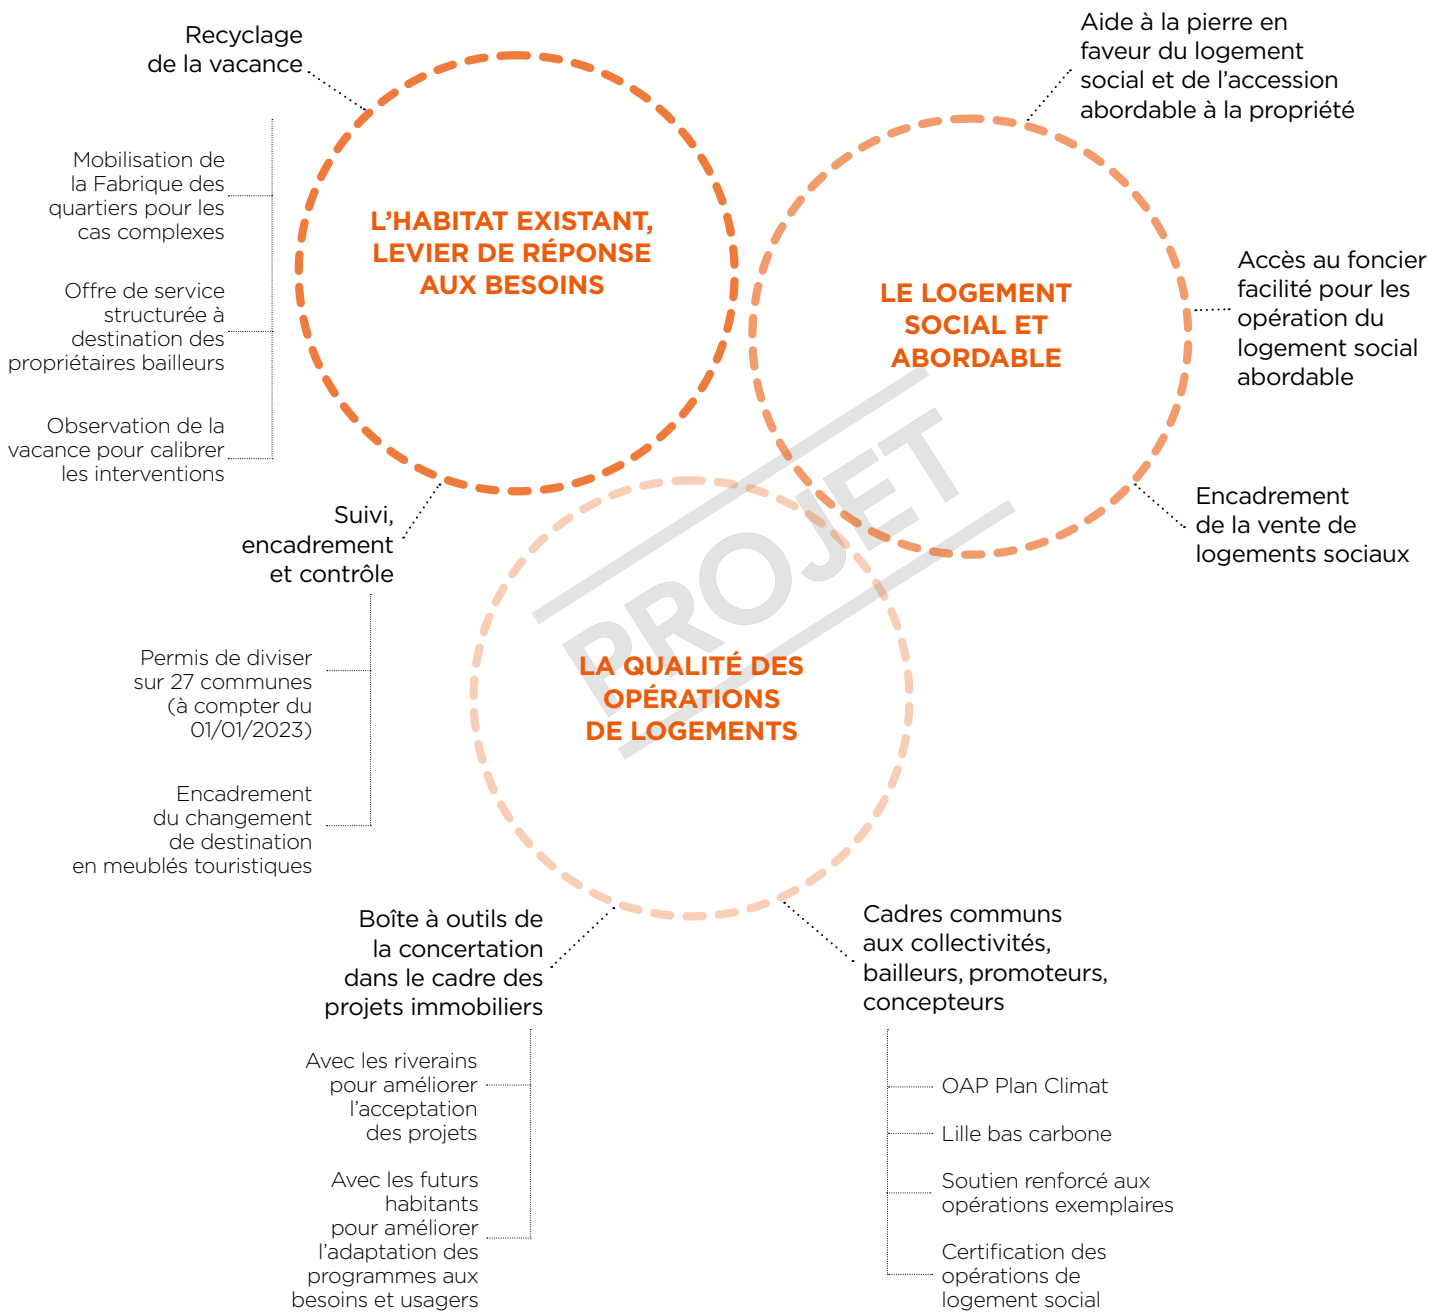 Recyclage
de la vacance
Mobilisation de
la Fabrique des
quartiers pour les
cas complexes
Offre de service
structurée à
destination des
propriétaires bailleurs
Observation de la
vacance pour calibrer
les interventions
L'HABITAT EXISTANT,
LEVIER DE RÉPONSE
AUX BESOINS
Suivi,
encadrement
et contrôle
Permis de diviser
sur 27 communes
(à compter du
01/01/2023)
Encadrement
du changement
de destination
en meublés touristiques
Aide à la pierre en
faveur du logement
social et de l'accession
abordable à la propriété
LE LOGEMENT
SOCIAL ET
ABORDABLE
Accès au foncier
facilité pour les
opération du
logement social
abordable
Encadrement
de la vente de
logements sociaux
PROJET
LA QUALITÉ DES
OPÉRATIONS
DE LOGEMENTS
Boîte à outils de
la concertation
dans le cadre des
projets immobiliers
Avec les riverains
pour améliorer
l'acceptation
des projets
Avec les futurs
habitants
pour améliorer
l'adaptation des
programmes aux
besoins et usagers
Cadres communs
aux collectivités,
bailleurs, promoteurs,
concepteurs
OAP Plan Climat
Lille bas carbone
Soutien renforcé aux
opérations exemplaires
Certification des
opérations de
logement social